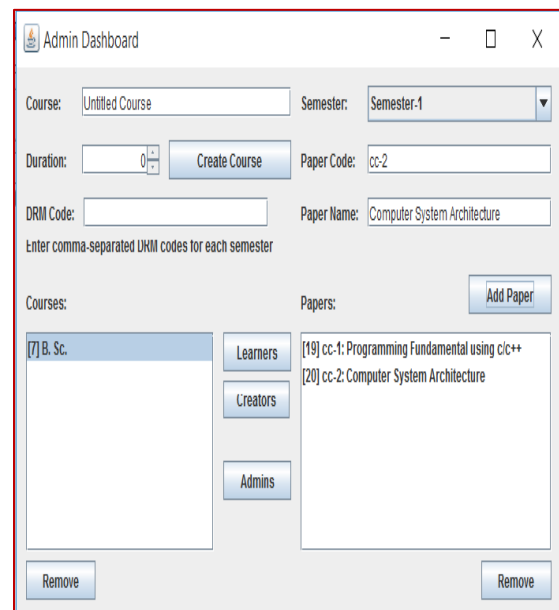 Admin Dashboard
Course: Untitled Course Semester: Semester-1
Duration: 0 Create Course Paper Code: cc-2
DRM Code: Paper Name: Computer System Architecture
Enter comma-separated DRM codes for each semester
Add Paper
Courses: Papers:
[7] B. Sc. Learners [19] cc-1: Programming Fundamental using c/c++
Creators [20] cc-2: Computer System Architecture
Admins
Remove Remove